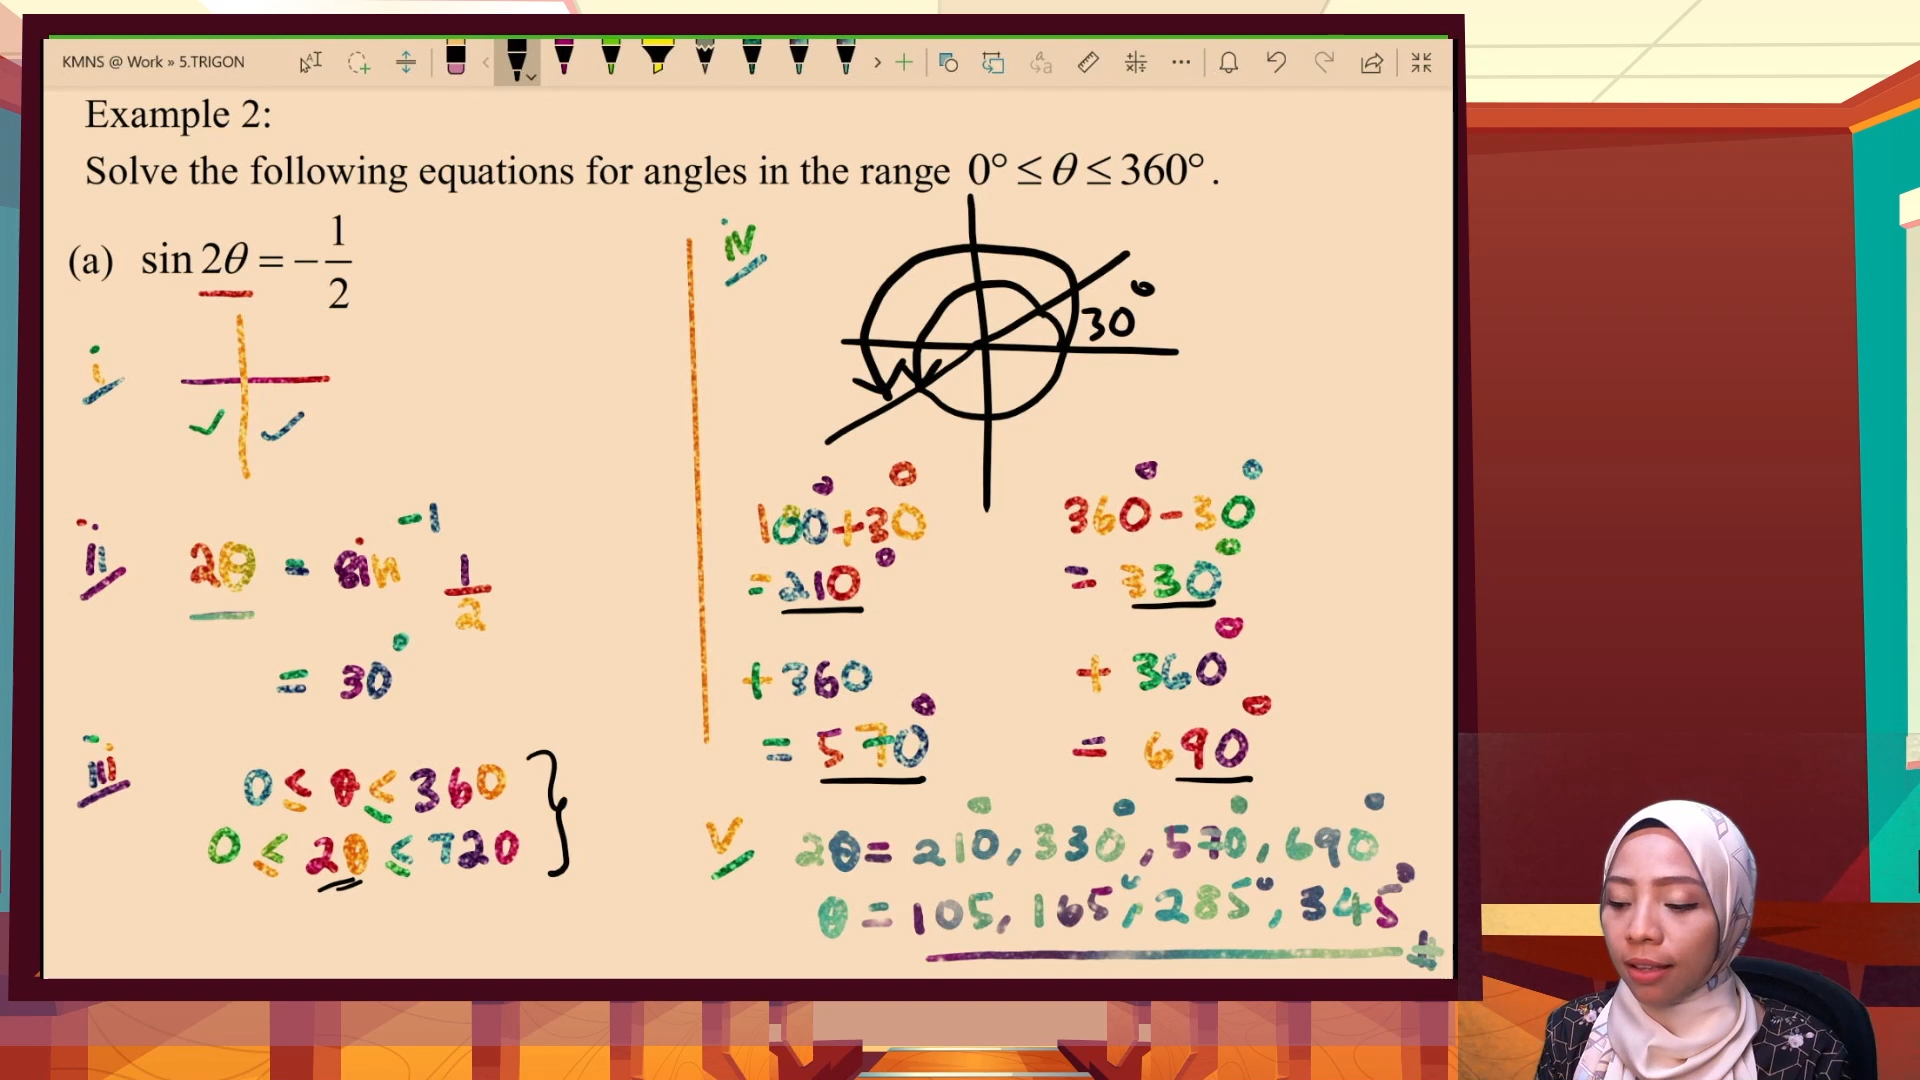 KMNS @ Work » 5.TRIGON
Example 2:
Solve the following equations for angles in the range 0° ≤ θ ≤ 360°.
(a) sin 2θ = -1/2
i
ii 2θ = sin⁻¹ 1/2
= 30°
iii 0 ≤ θ ≤ 360
0 ≤ 2θ ≤ 720
iv
30°
180°+30°
= 210°
+360
= 570°
360°-30°
= 330°
+ 360°
= 690°
v 2θ = 210°, 330°, 570°, 690°
θ = 105, 165°, 285°, 345°